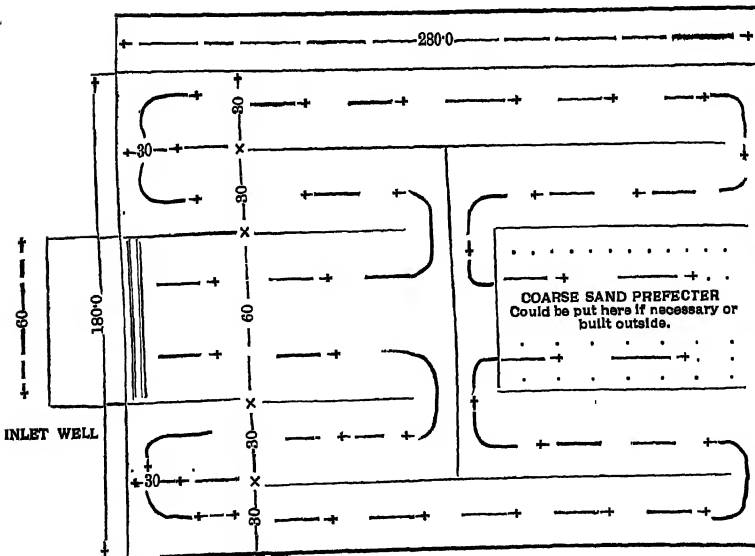 280·0
30
30
30
60
60
180·0
COARSE SAND PREFECTER
Could be put here if necessary or
built outside.
INLET WELL
30
30
30